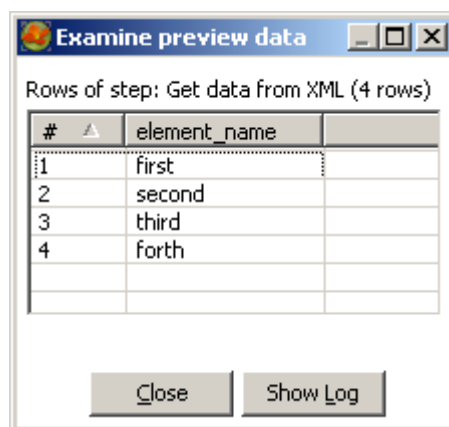 Examine preview data
Rows of step: Get data from XML (4 rows)
# element_name
1 first
2 second
3 third
4 forth
Close Show Log